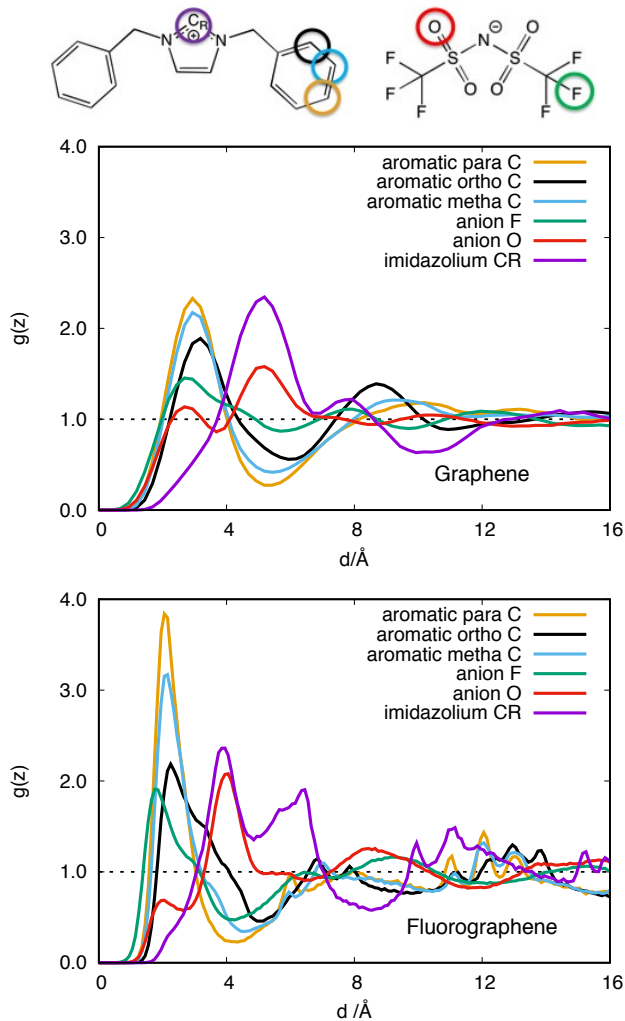 C_R
N
⊕
N
O
O
⊖
S
N
S
F
F
F
O
O
F
F
F
4.0
3.0
2.0
1.0
0.0
g(z)
aromatic para C
aromatic ortho C
aromatic metha C
anion F
anion O
imidazolium CR
Graphene
0
4
8
12
16
d/Å
4.0
3.0
2.0
1.0
0.0
g(z)
aromatic para C
aromatic ortho C
aromatic metha C
anion F
anion O
imidazolium CR
Fluorographene
0
4
8
12
16
d /Å